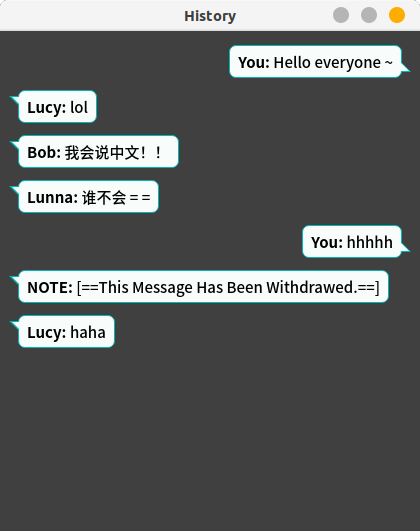 History
You: Hello everyone ~
Lucy: lol
Bob: 我会说中文！！
Lunna: 谁不会 = =
You: hhhhh
NOTE: [==This Message Has Been Withdrawed.==]
Lucy: haha